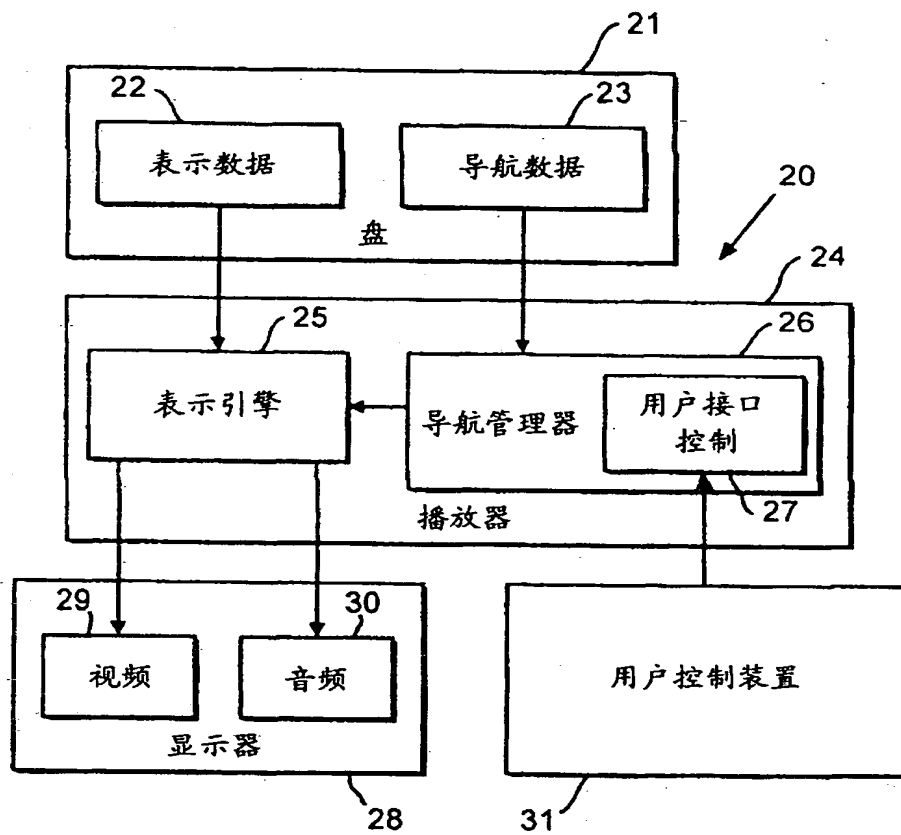 21
22
23
表示数据
导航数据
盘
20
24
25
26
表示引擎
导航管理器
用户接口
控制
27
播放器
29
30
视频
音频
显示器
28
用户控制装置
31